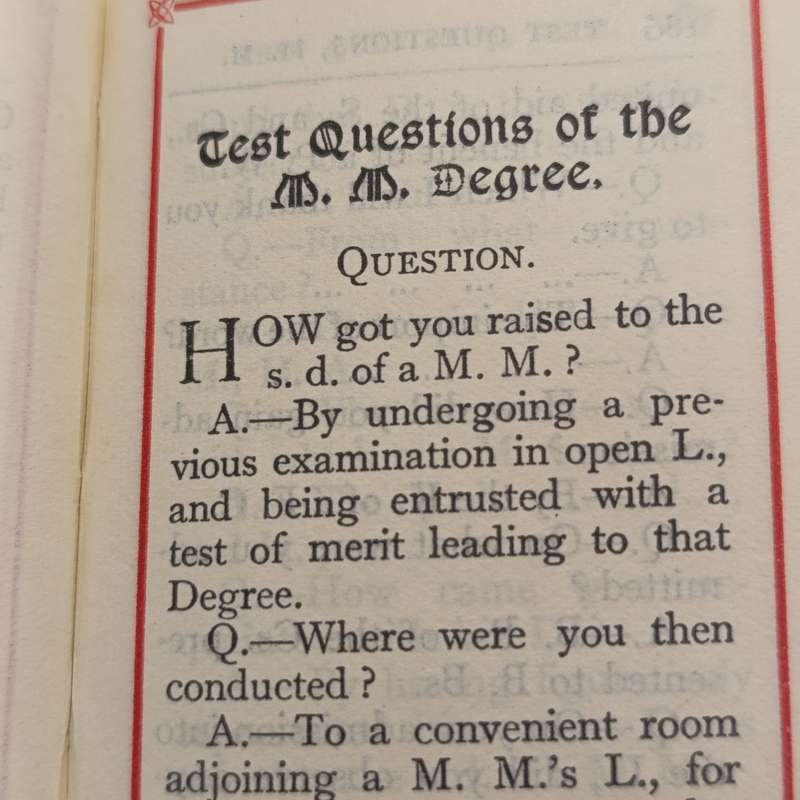 Test Questions of the
M. M. Degree.
QUESTION.
HOW got you raised to the
s. d. of a M. M. ?
A.—By undergoing a pre-
vious examination in open L.,
and being entrusted with a
test of merit leading to that
Degree.
Q.—Where were you then
conducted ?
A.—To a convenient room
adjoining a M. M.'s L., for